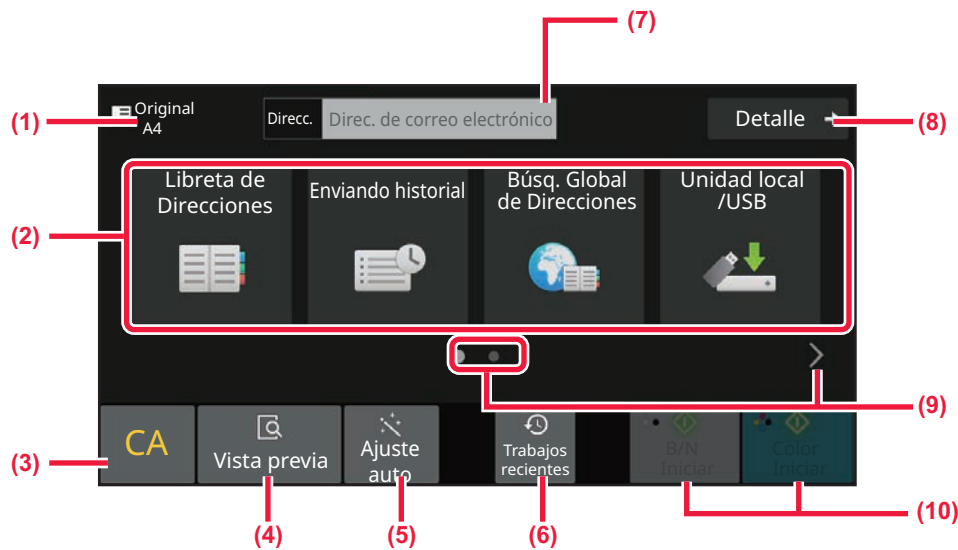 (7)
Original
A4
(1)
Direcc.
Direc. de correo electrónico
Detalle
(8)
(2)
Libreta de
Direcciones
Enviando historial
Búsq. Global
de Direcciones
Unidad local
/USB
(9)
(3)
CA
Vista previa
Ajuste
auto
Trabajos
recientes
B/N
Iniciar
Color
Iniciar
(4)
(5)
(6)
(10)